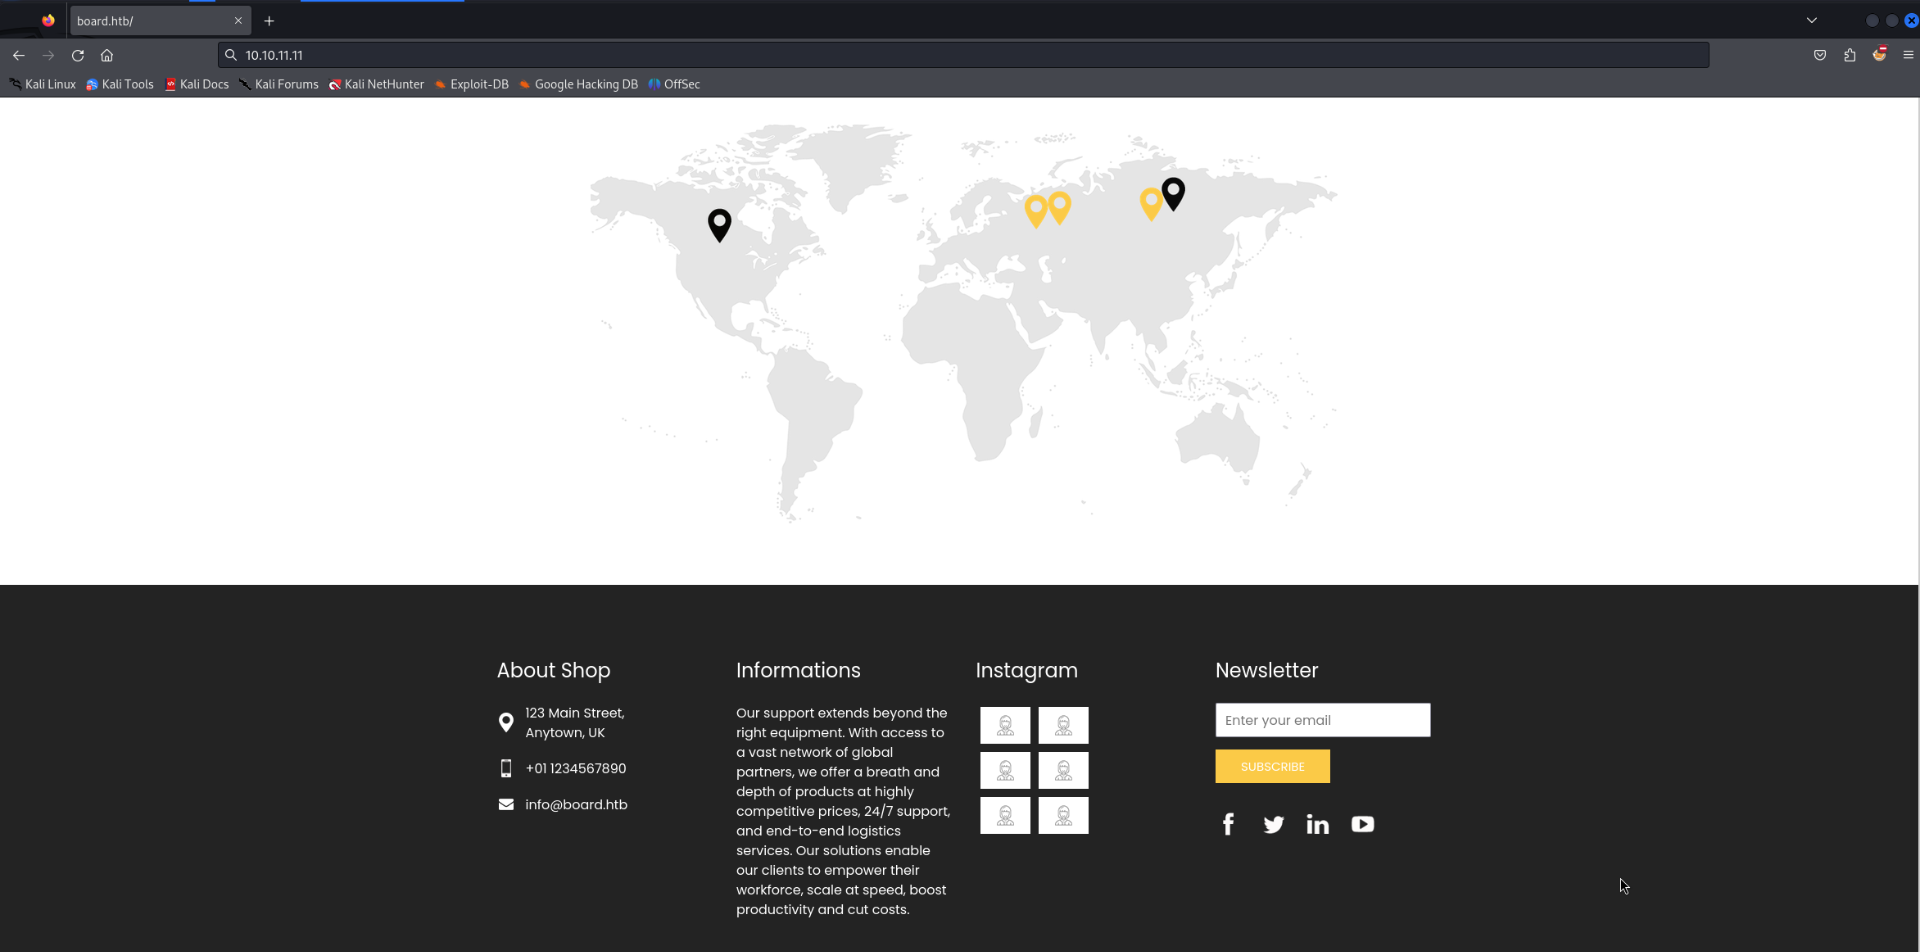 board.htb/
10.10.11.11
Kali Linux Kali Tools Kali Docs Kali Forums Kali NetHunter Exploit-DB Google Hacking DB OffSec
About Shop
123 Main Street,
Anytown, UK
+01 1234567890
info@board.htb
Informations
Our support extends beyond the
right equipment. With access to
a vast network of global
partners, we offer a breath and
depth of products at highly
competitive prices, 24/7 support,
and end-to-end logistics
services. Our solutions enable
our clients to empower their
workforce, scale at speed, boost
productivity and cut costs.
Instagram
Newsletter
Enter your email
SUBSCRIBE